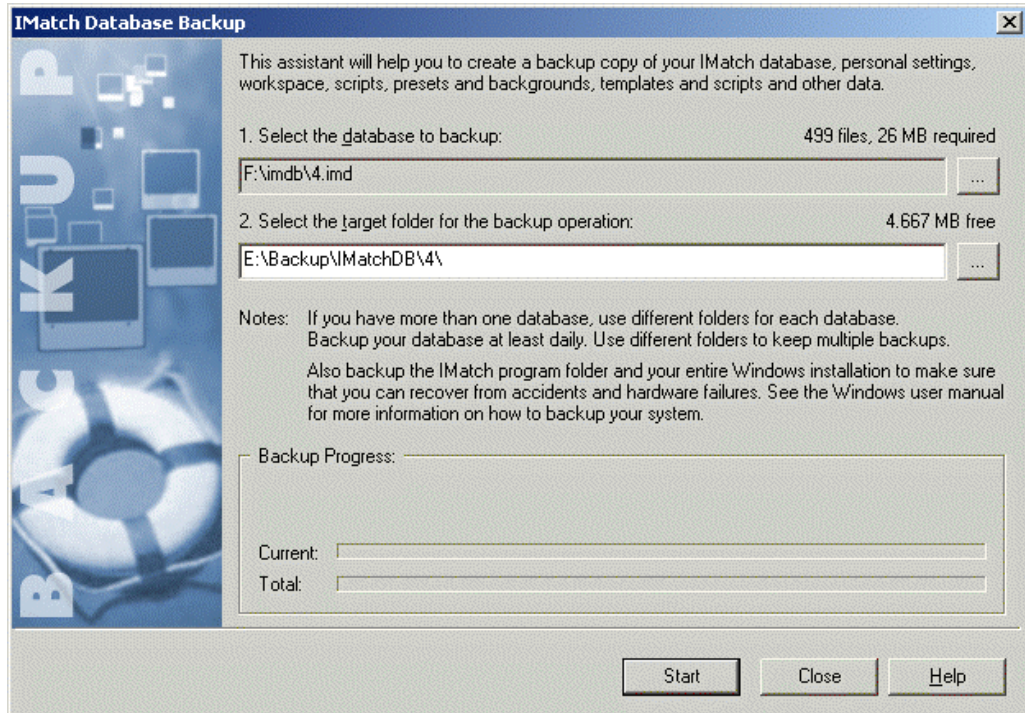 IMatch Database Backup
BACKUP
This assistant will help you to create a backup copy of your IMatch database, personal settings,
workspace, scripts, presets and backgrounds, templates and scripts and other data.
1. Select the database to backup: 499 files, 26 MB required
F:\imdb\4.imd ...
2. Select the target folder for the backup operation: 4.667 MB free
E:\Backup\IMatchDB\4\ ...
Notes: If you have more than one database, use different folders for each database.
Backup your database at least daily. Use different folders to keep multiple backups.
Also backup the IMatch program folder and your entire Windows installation to make sure
that you can recover from accidents and hardware failures. See the Windows user manual
for more information on how to backup your system.
Backup Progress:
Current:
Total:
Start Close Help